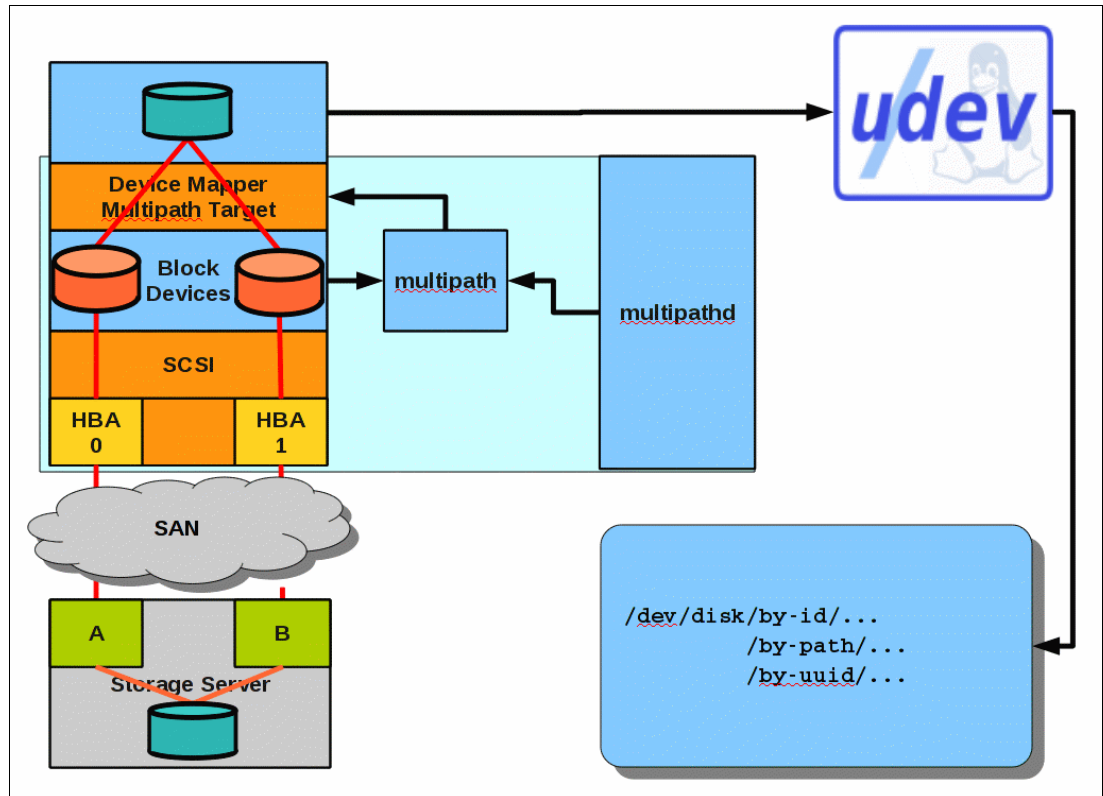 udev
Device Mapper
Multipath Target
Block
Devices
multipath
multipathd
SCSI
HBA
0
HBA
1
SAN
A
B
Storage Server
/dev/disk/by-id/...
/by-path/...
/by-uuid/...